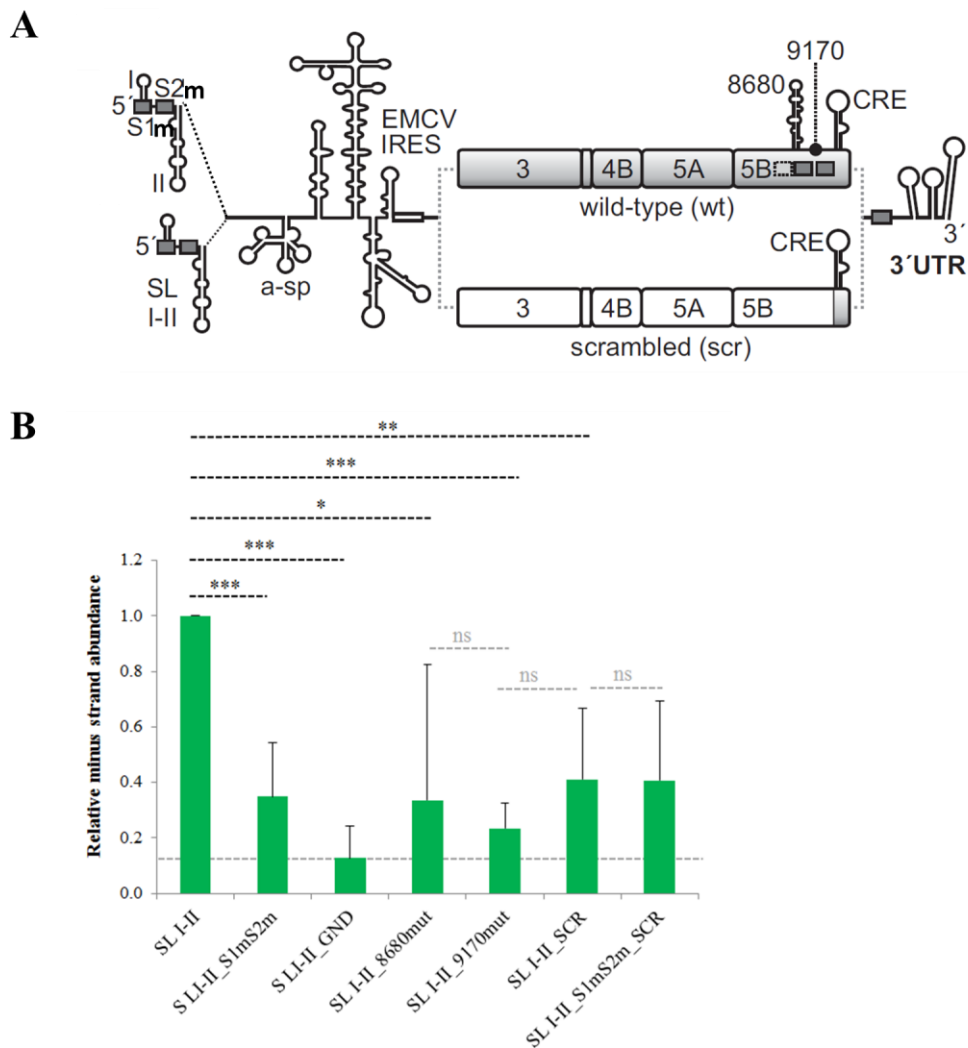 A
9170
8680
CRE
I
S2m
5´
S1m
II
EMCV
IRES
3
4B
5A
5B
wild-type (wt)
5´
SL
I-II
a-sp
CRE
3´
3´UTR
3
4B
5A
5B
scrambled (scr)
B
**
***
*
***
***
ns
ns
ns
Relative minus strand abundance
1.2
1.0
0.8
0.6
0.4
0.2
0.0
SL I-II
S LI-II_S1mS2m
S LI-II_GND
SL I-II_8680mut
SL I-II_9170mut
SL I-II_SCR
SL I-II_S1mS2m_SCR